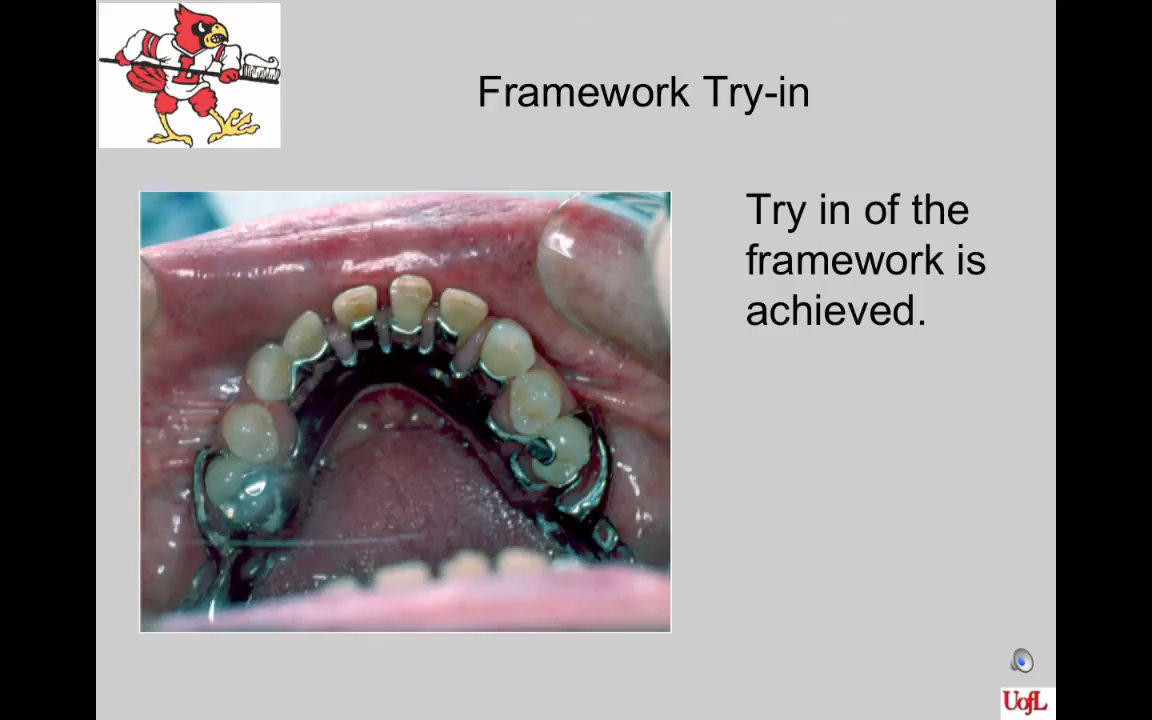 Framework Try-in
Try in of the
framework is
achieved.
L
UofL